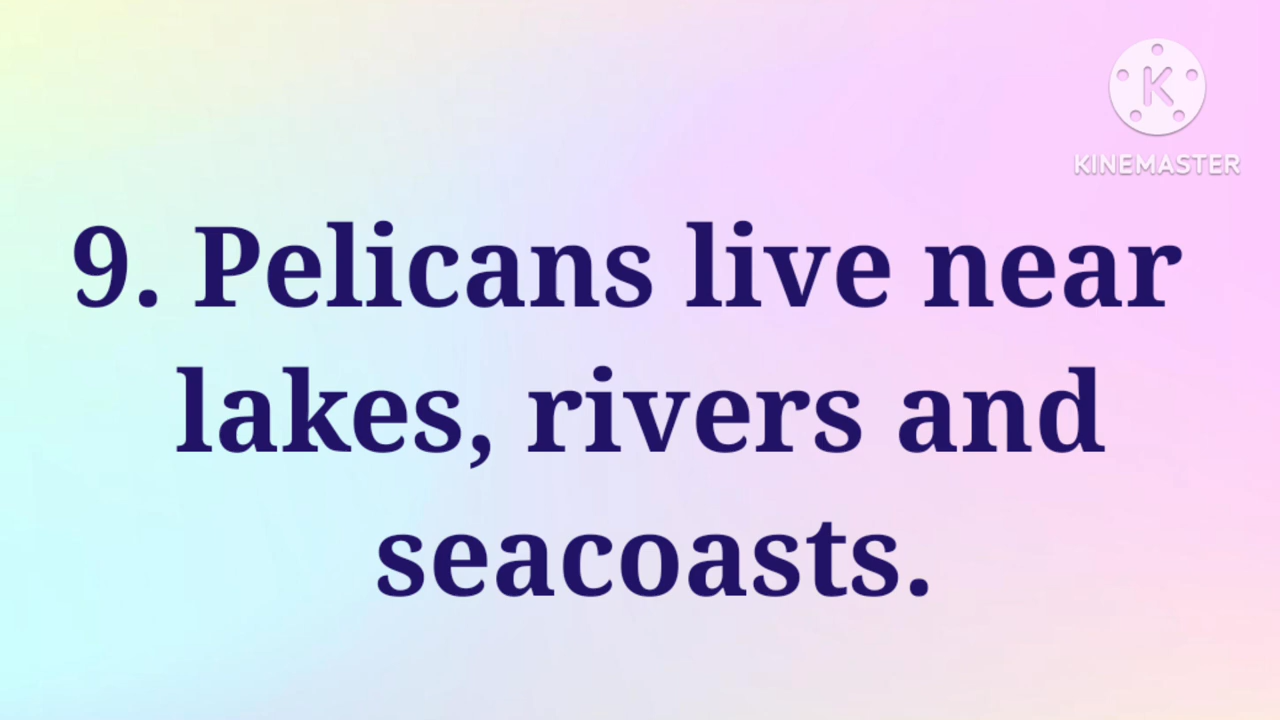 K
KINEMASTER
9. Pelicans live near
lakes, rivers and
seacoasts.